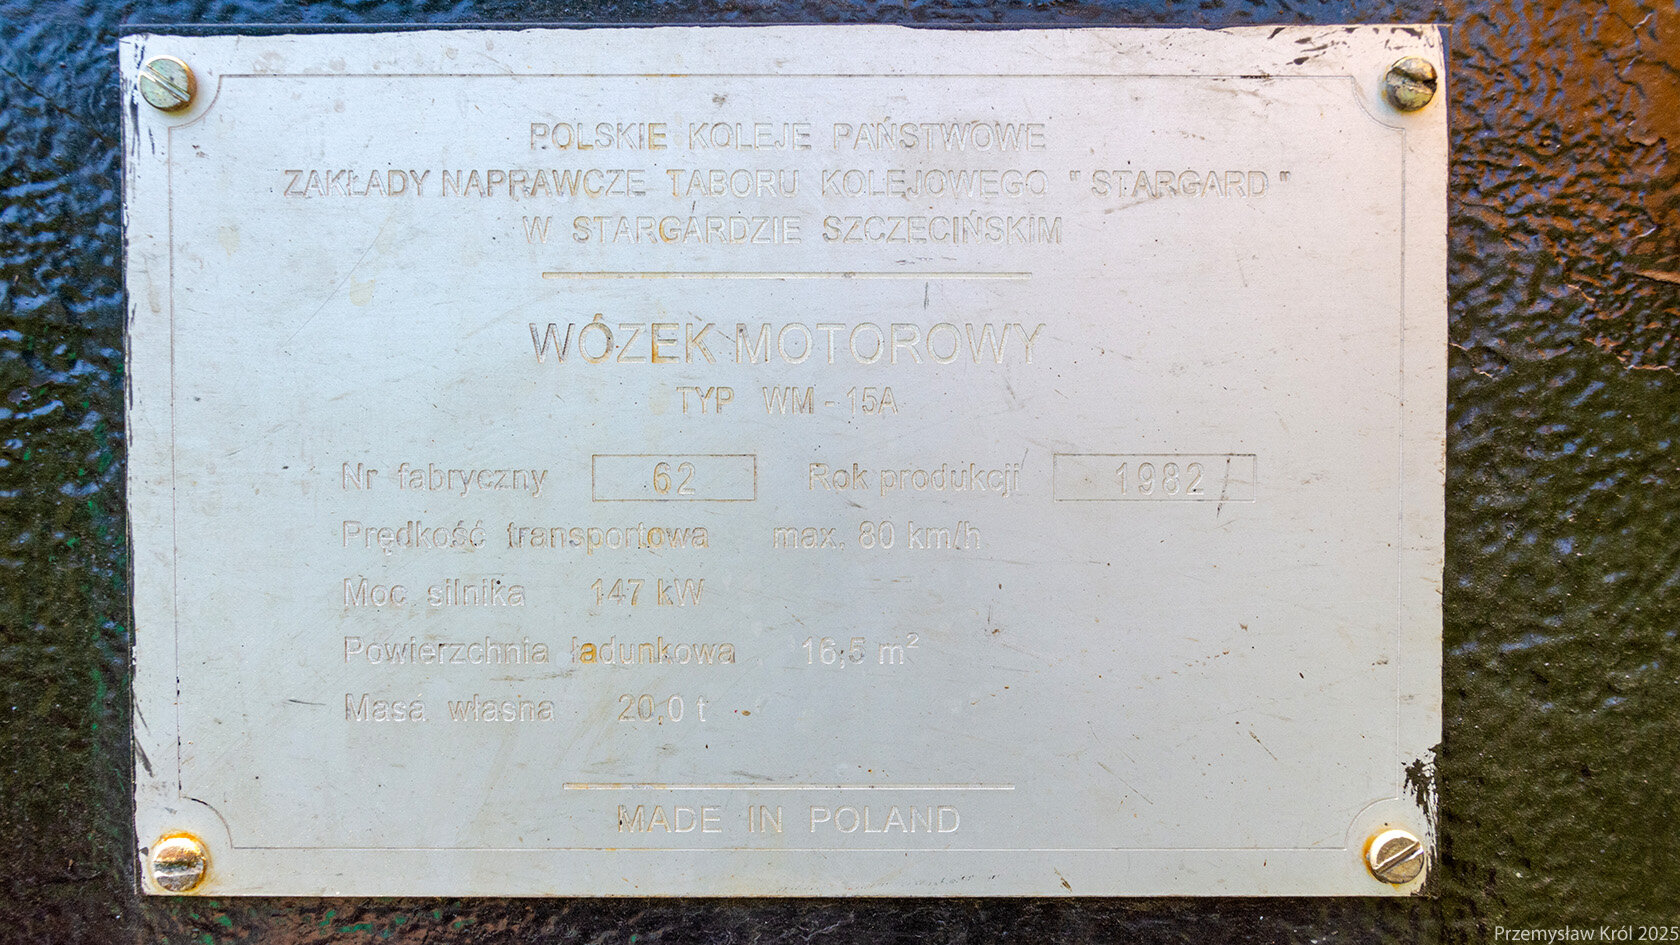 POLSKIE KOLEJE PAŃSTWOWE
ZAKŁADY NAPRAWCZE TABORU KOLEJOWEGO "STARGARD"
W STARGARDZIE SZCZECIŃSKIM
WÓZEK MOTOROWY
TYP WM - 15A
Nr fabryczny 62 Rok produkcji 1982
Prędkość transportowa max. 80 km/h
Moc silnika 147 kW
Powierzchnia ładunkowa 16,5 m²
Masa własna 20,0 t
MADE IN POLAND
Przemysław Król 2025